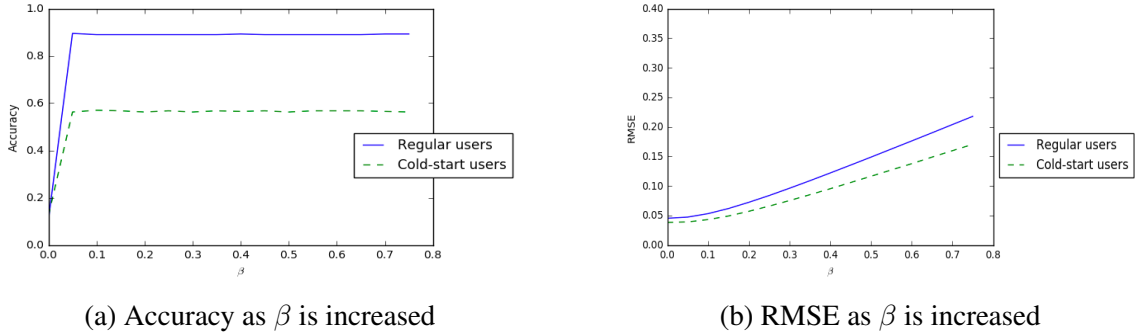 1.0
0.8
0.6
0.4
0.2
0.0
Accuracy
0.0 0.1 0.2 0.3 0.4 0.5 0.6 0.7 0.8
β
Regular users
Cold-start users
(a) Accuracy as β is increased
0.40
0.35
0.30
0.25
0.20
0.15
0.10
0.05
0.00
RMSE
0.0 0.1 0.2 0.3 0.4 0.5 0.6 0.7 0.8
β
Regular users
Cold-start users
(b) RMSE as β is increased